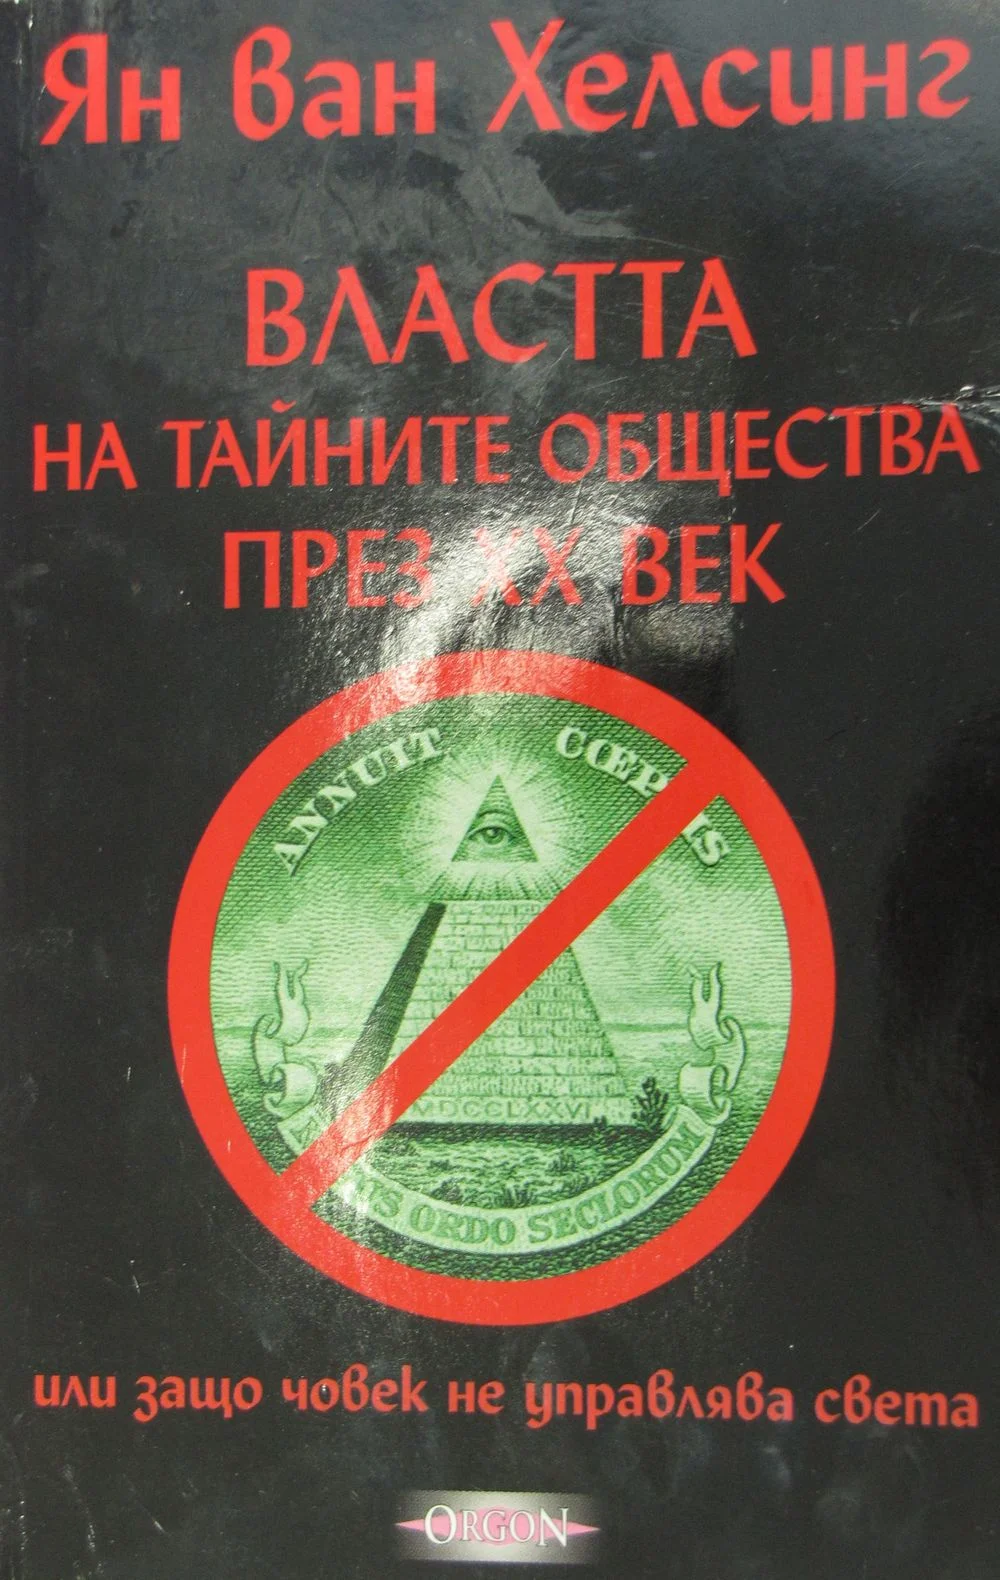 Ян ван Хелсинг
ВЛАСТТА
НА ТАЙНИТЕ ОБЩЕСТВА
ПРЕЗ XX ВЕК
ANNUIT
MDCCLXXVI
ORDO SECLORUM
или защо човек не управлява света
ORGON